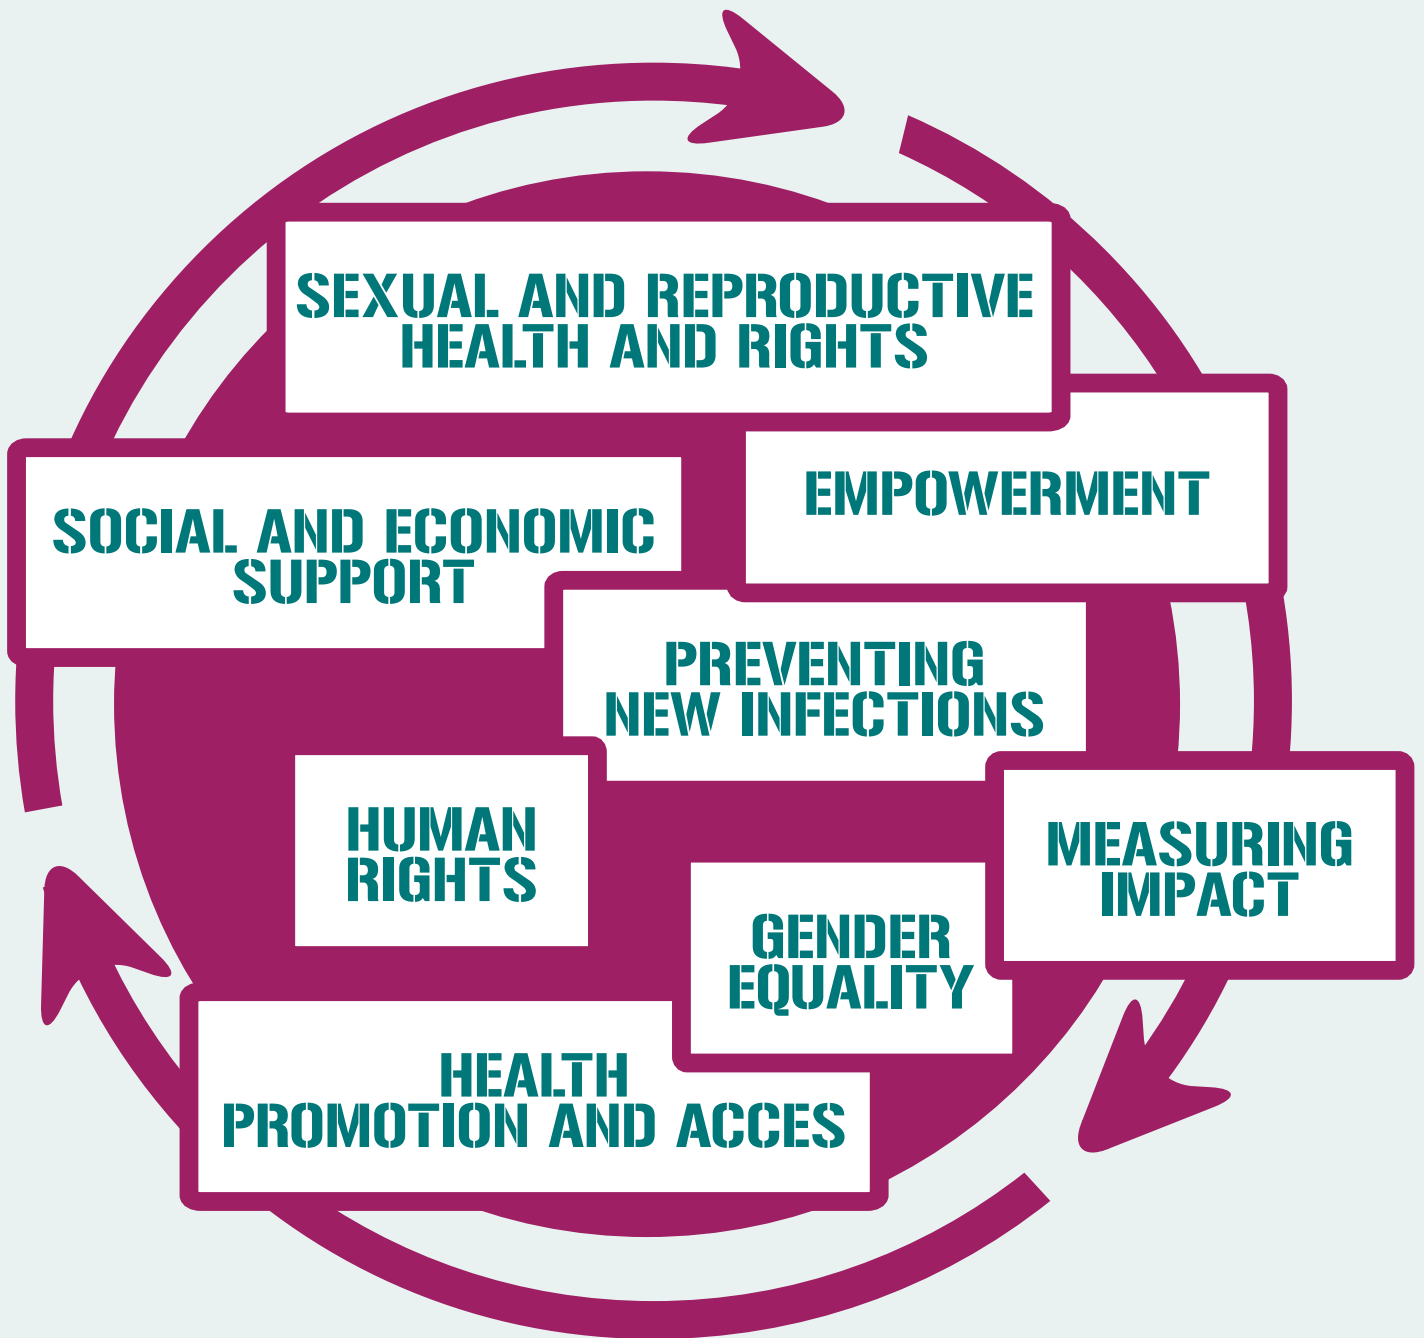 SEXUAL AND REPRODUCTIVE
HEALTH AND RIGHTS
EMPOWERMENT
SOCIAL AND ECONOMIC
SUPPORT
PREVENTING
NEW INFECTIONS
HUMAN
RIGHTS
MEASURING
IMPACT
GENDER
EQUALITY
HEALTH
PROMOTION AND ACCES